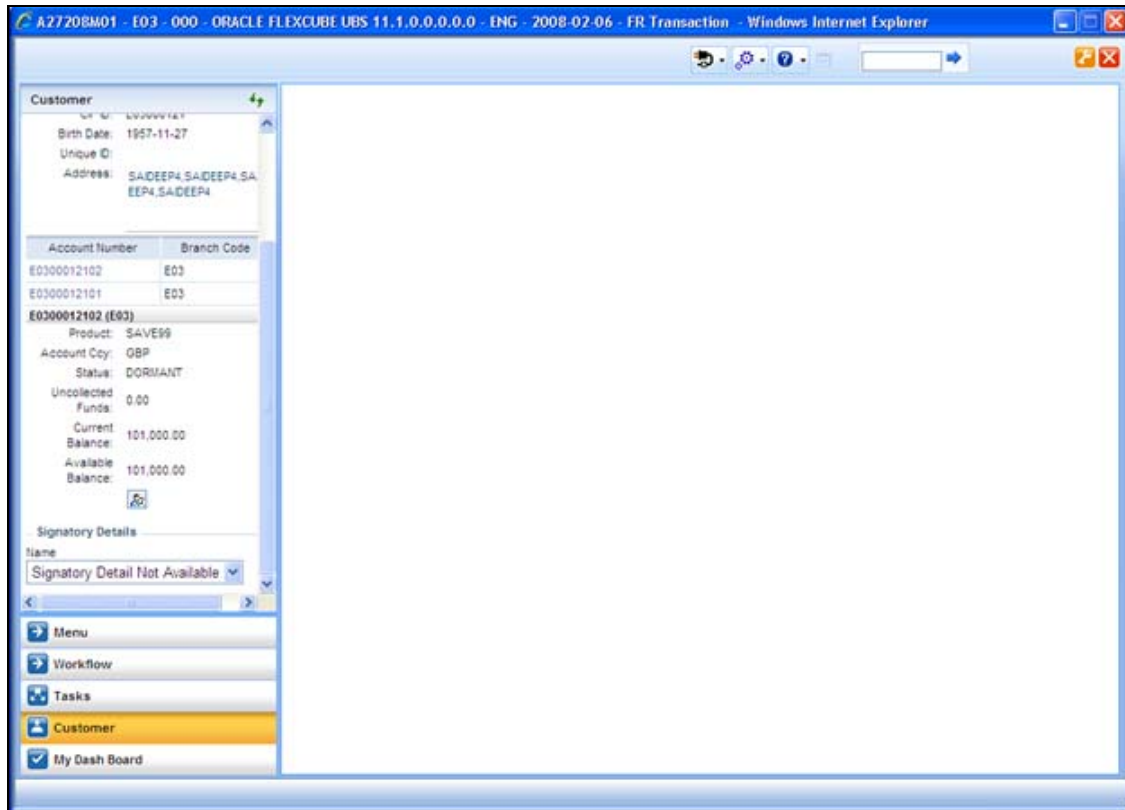 A27208M01 - E03 - 000 - ORACLE FLEXCUBE UBS 11.1.0.0.0.0.0 - ENG - 2008-02-06 - FR Transaction - Windows Internet Explorer
Customer
E03000121
Birth Date: 1957-11-27
Unique ID:
Address: SAIDEEP4,SAIDEEP4,SA
EEP4,SAIDEEP4
Account Number Branch Code
E0300012102 E03
E0300012101 E03
E0300012102 (E03)
Product: SAVE99
Account Ccy: GBP
Status: DORMANT
Uncollected Funds: 0.00
Current Balance: 101,000.00
Available Balance: 101,000.00
Signatory Details
Name
Signatory Detail Not Available
Menu
Workflow
Tasks
Customer
My Dash Board